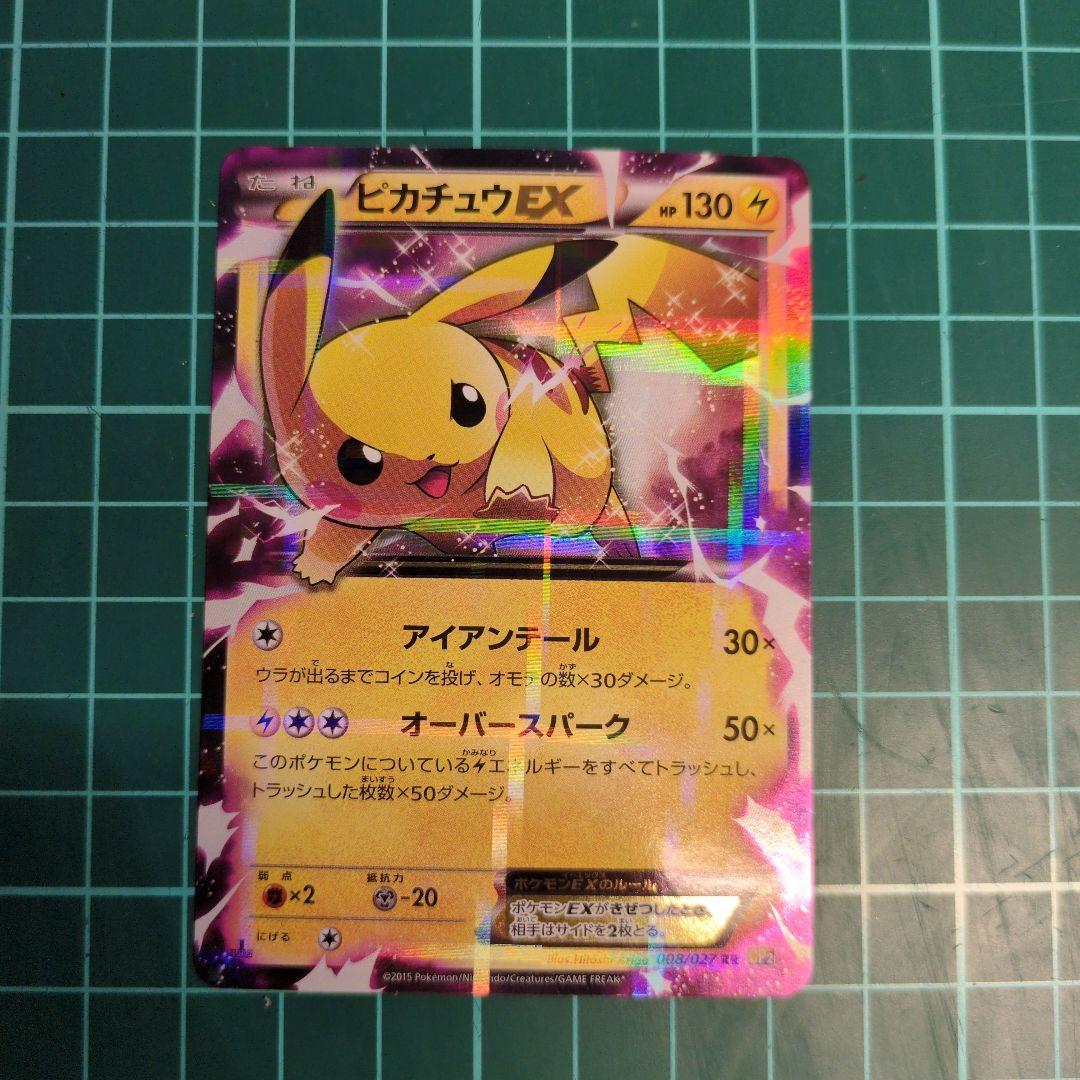 たね ピカチュウEX HP 130
アイアンテール 30×
ウラが出るまでコインを投げ、オモテの数×30ダメージ。
オーバースパーク 50×
このポケモンについているエネルギーをすべてトラッシュし、
トラッシュした枚数×50ダメージ。
弱点 抵抗力
×2 -20
にげる
ポケモンEXのルール
ポケモンEXがきぜつしたとき、
相手はサイドを2枚とる。
Illus. Hitoshi Ariga 008/027 RR
©2015 Pokémon/Nintendo/Creatures/GAME FREAK